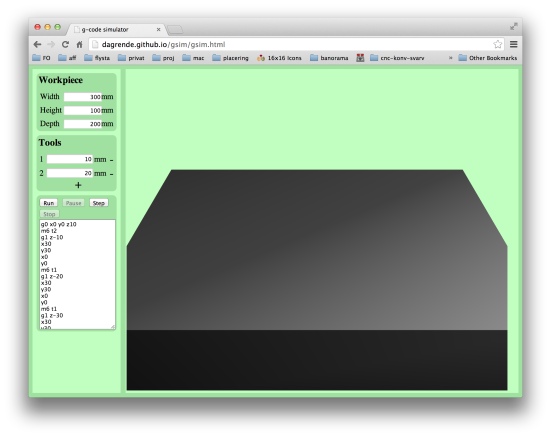 g-code simulator
dagrende.github.io/gsim/gsim.html
FO aff flysta privat proj mac placering 16x16 Icons banorama cnc-konv-svarv » Other Bookmarks
Workpiece
Width 300 mm
Height 100 mm
Depth 200 mm
Tools
1 10 mm -
2 20 mm -
+
Run Pause Step
Stop
g0 x0 y0 z10
m6 t2
g1 z-10
x30
y30
x0
y0
m6 t1
g1 z-20
x30
y30
x0
y0
m6 t1
g1 z-30
x30
y30